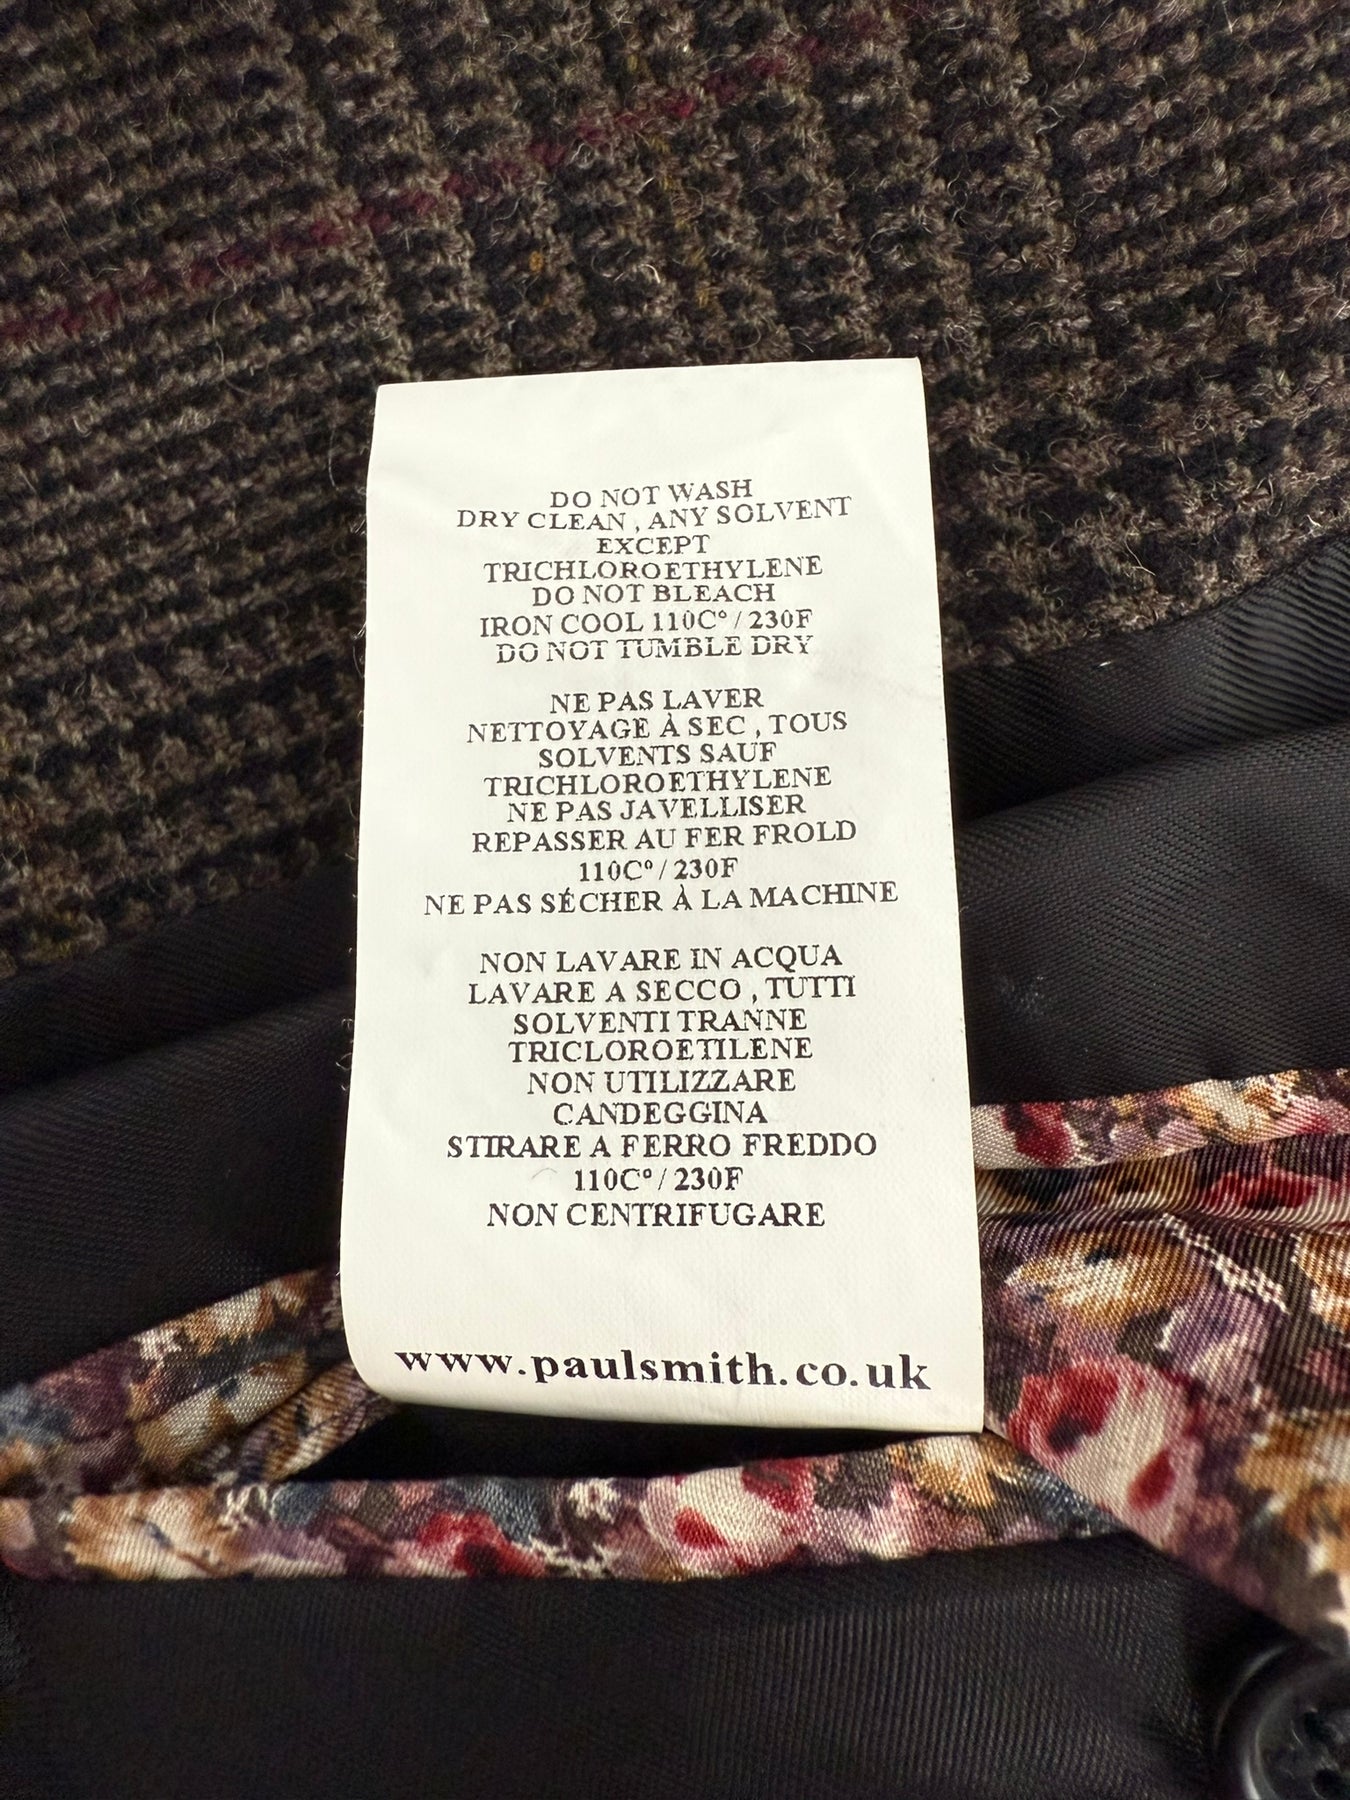 DO NOT WASH
DRY CLEAN , ANY SOLVENT
EXCEPT
TRICHLOROETHYLENE
DO NOT BLEACH
IRON COOL 110C° / 230F
DO NOT TUMBLE DRY
NE PAS LAVER
NETTOYAGE À SEC , TOUS
SOLVENTS SAUF
TRICHLOROETHYLENE
NE PAS JAVELLISER
REPASSER AU FER FROLD
110C° / 230F
NE PAS SÉCHER À LA MACHINE
NON LAVARE IN ACQUA
LAVARE A SECCO , TUTTI
SOLVENTI TRANNE
TRICLOROETILENE
NON UTILIZZARE
CANDEGGINA
STIRARE A FERRO FREDDO
110C° / 230F
NON CENTRIFUGARE
www.paulsmith.co.uk